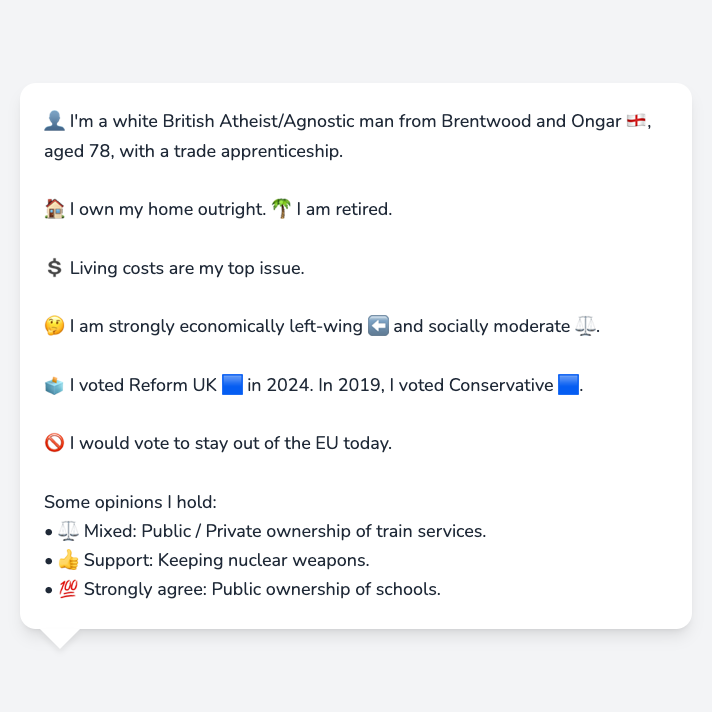 👤 I'm a white British Atheist/Agnostic man from Brentwood and Ongar 🏴󠁧󠁢󠁥󠁮󠁧󠁿,
aged 78, with a trade apprenticeship.
🏠 I own my home outright. 🌴 I am retired.
💲 Living costs are my top issue.
🤔 I am strongly economically left-wing ⬅️ and socially moderate ⚖️.
🗳️ I voted Reform UK 🟦 in 2024. In 2019, I voted Conservative 🟦.
🚫 I would vote to stay out of the EU today.
Some opinions I hold:
• ⚖️ Mixed: Public / Private ownership of train services.
• 👍 Support: Keeping nuclear weapons.
• 💯 Strongly agree: Public ownership of schools.